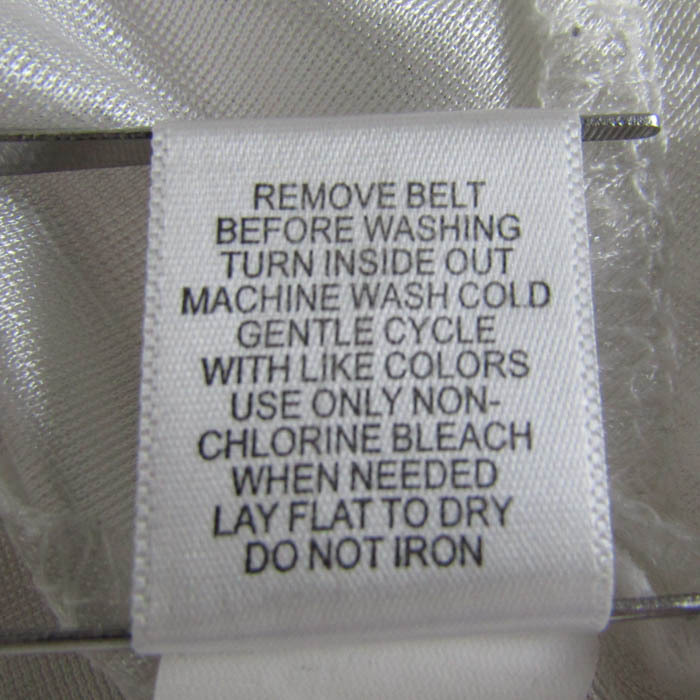 REMOVE BELT
BEFORE WASHING
TURN INSIDE OUT
MACHINE WASH COLD
GENTLE CYCLE
WITH LIKE COLORS
USE ONLY NON-
CHLORINE BLEACH
WHEN NEEDED
LAY FLAT TO DRY
DO NOT IRON